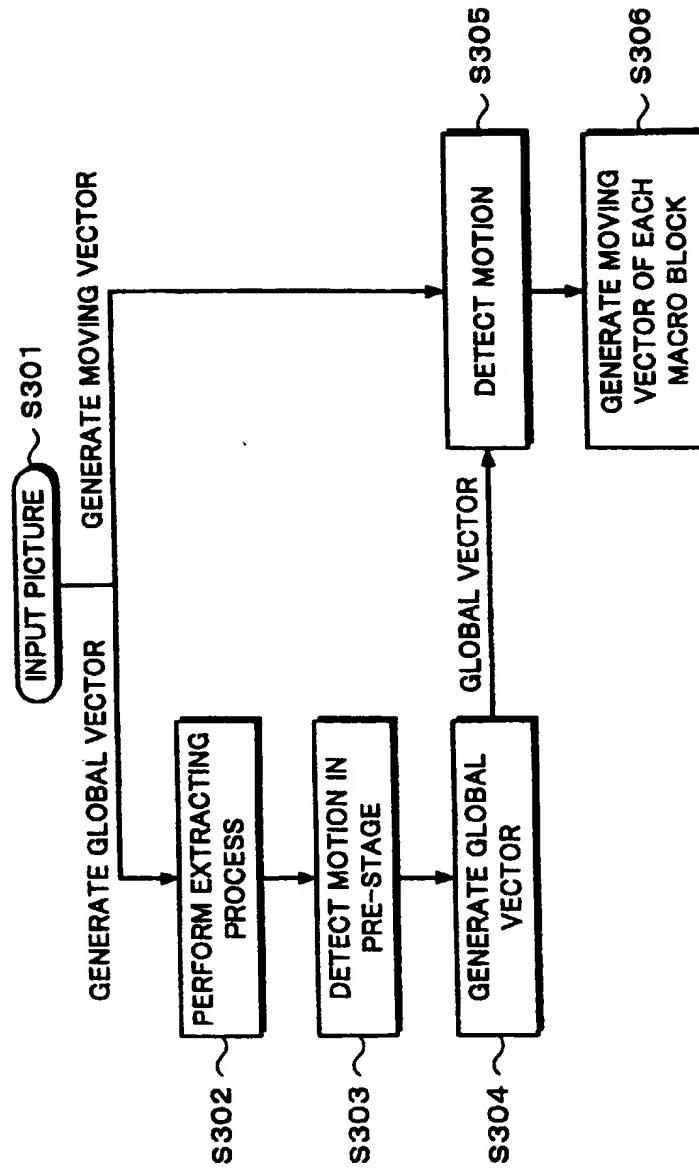 INPUT PICTURE
S301
GENERATE GLOBAL VECTOR
GENERATE MOVING VECTOR
PERFORM EXTRACTING
PROCESS
S302
DETECT MOTION IN
PRE-STAGE
S303
GENERATE GLOBAL
VECTOR
S304
GLOBAL VECTOR
DETECT MOTION
S305
GENERATE MOVING
VECTOR OF EACH
MACRO BLOCK
S306